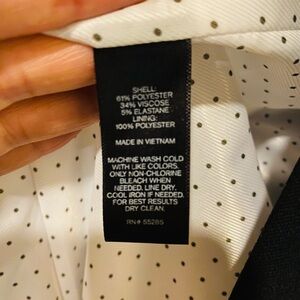 SHELL:
61% POLYESTER
34% VISCOSE
5% ELASTANE
LINING:
100% POLYESTER
MADE IN VIETNAM
MACHINE WASH COLD
WITH LIKE COLORS.
ONLY NON-CHLORINE
BLEACH WHEN
NEEDED. LINE DRY.
COOL IRON IF NEEDED.
FOR BEST RESULTS
DRY CLEAN.
RN# 55285